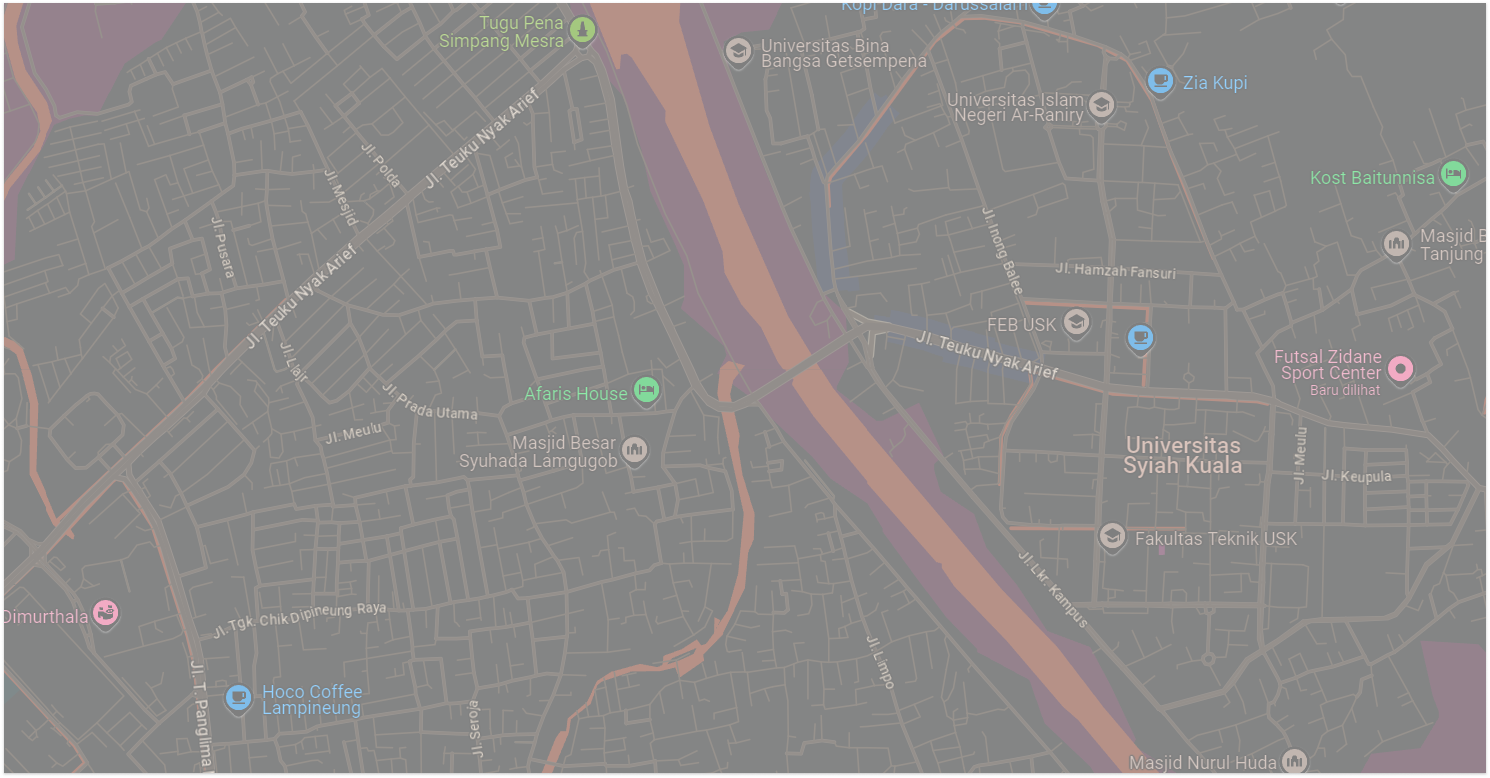 Kopi Dara - Darussalam
Tugu Pena
Simpang Mesra
Universitas Bina
Bangsa Getsempena
Zia Kupi
Universitas Islam
Negeri Ar-Raniry
Jl. Teuku Nyak Arief
Jl. Polda
Jl. Mesjid
Kost Baitunnisa
Jl. Pusara
Jl. Inong Balee
Masjid B
Tanjung
Jl. Teuku Nyak Arief
Jl. Hamzah Fansuri
FEB USK
Jl. Teuku Nyak Arief
Futsal Zidane
Sport Center
Baru dilihat
Afaris House
Jl. Prada Utama
Jl. Meulu
Masjid Besar
Syuhada Lamgugob
Universitas
Syiah Kuala
Jl. Meulu
Jl. Keupula
Fakultas Teknik USK
Jl. Lkr. Kampus
Dimurthala
Jl. Tgk. Chik Dipineung Raya
Jl. Limpo
Jl. T. Panglima
Hoco Coffee
Lampineung
Jl. Seroja
Masjid Nurul Huda